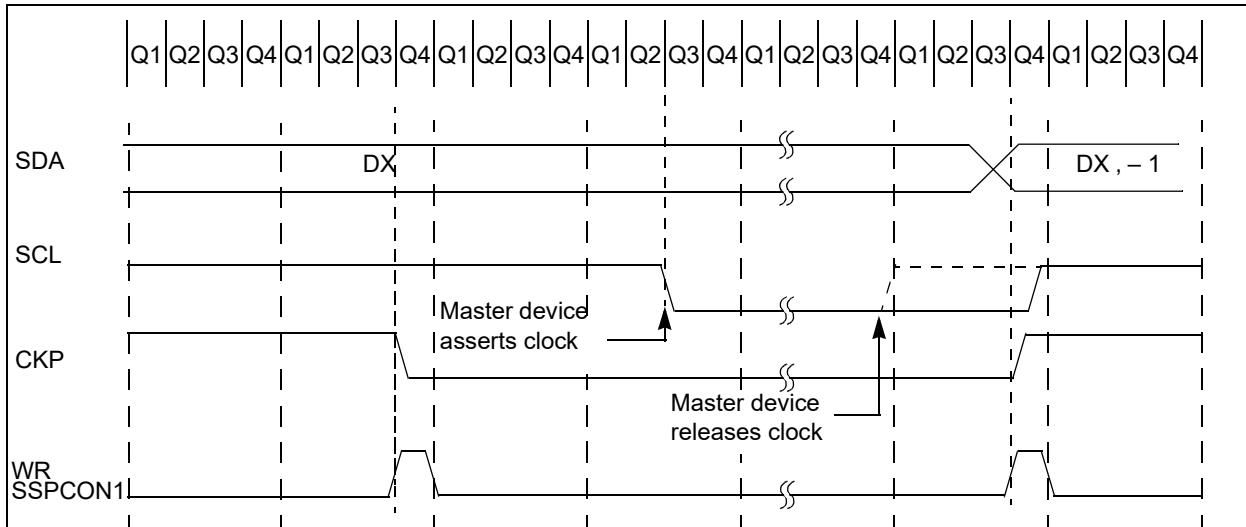 Q1 Q2 Q3 Q4 Q1 Q2 Q3 Q4 Q1 Q2 Q3 Q4 Q1 Q2 Q3 Q4 Q1 Q2 Q3 Q4 Q1 Q2 Q3 Q4 Q1 Q2 Q3 Q4
SDA
DX
DX , – 1
SCL
Master device
asserts clock
CKP
Master device
releases clock
WR
SSPCON1